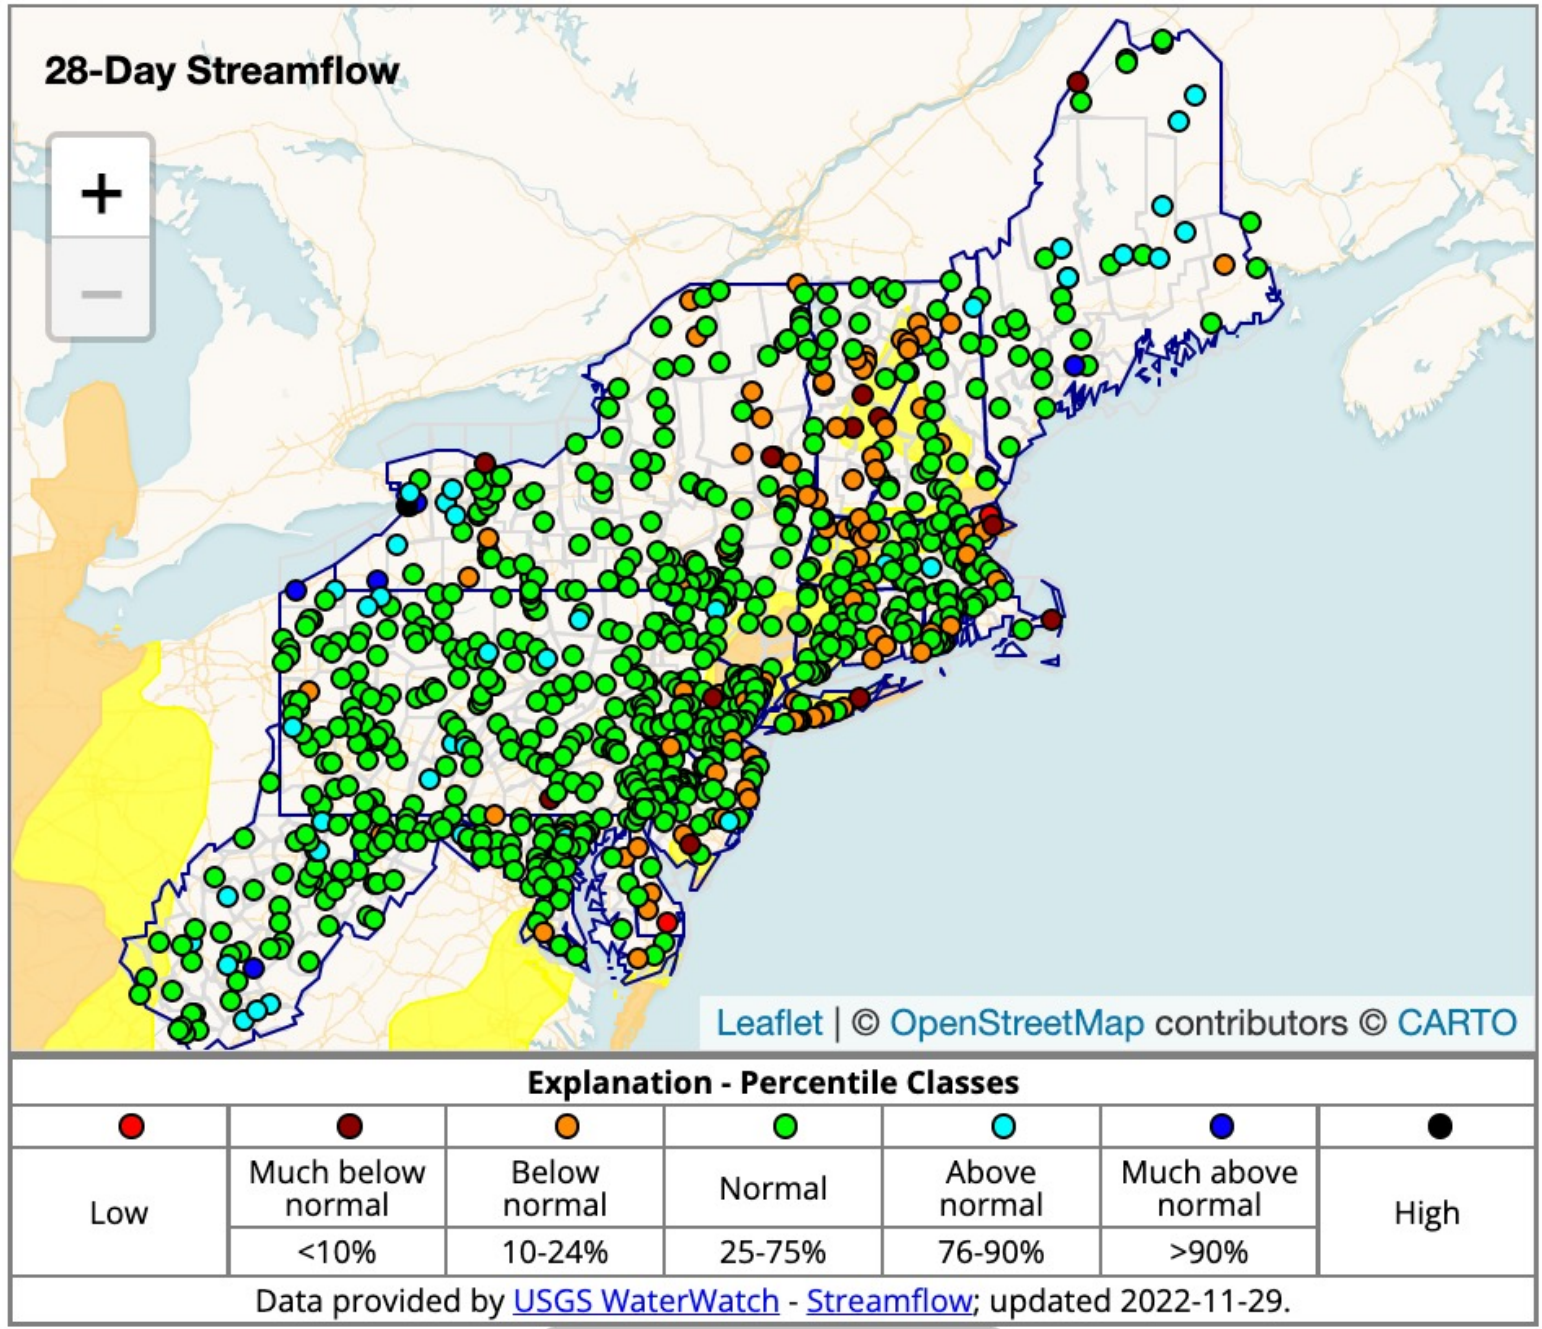 28-Day Streamflow
+
−
Leaflet | © OpenStreetMap contributors © CARTO
Explanation - Percentile Classes
Low
Much below normal
<10%
Below normal
10-24%
Normal
25-75%
Above normal
76-90%
Much above normal
>90%
High
Data provided by USGS WaterWatch - Streamflow; updated 2022-11-29.